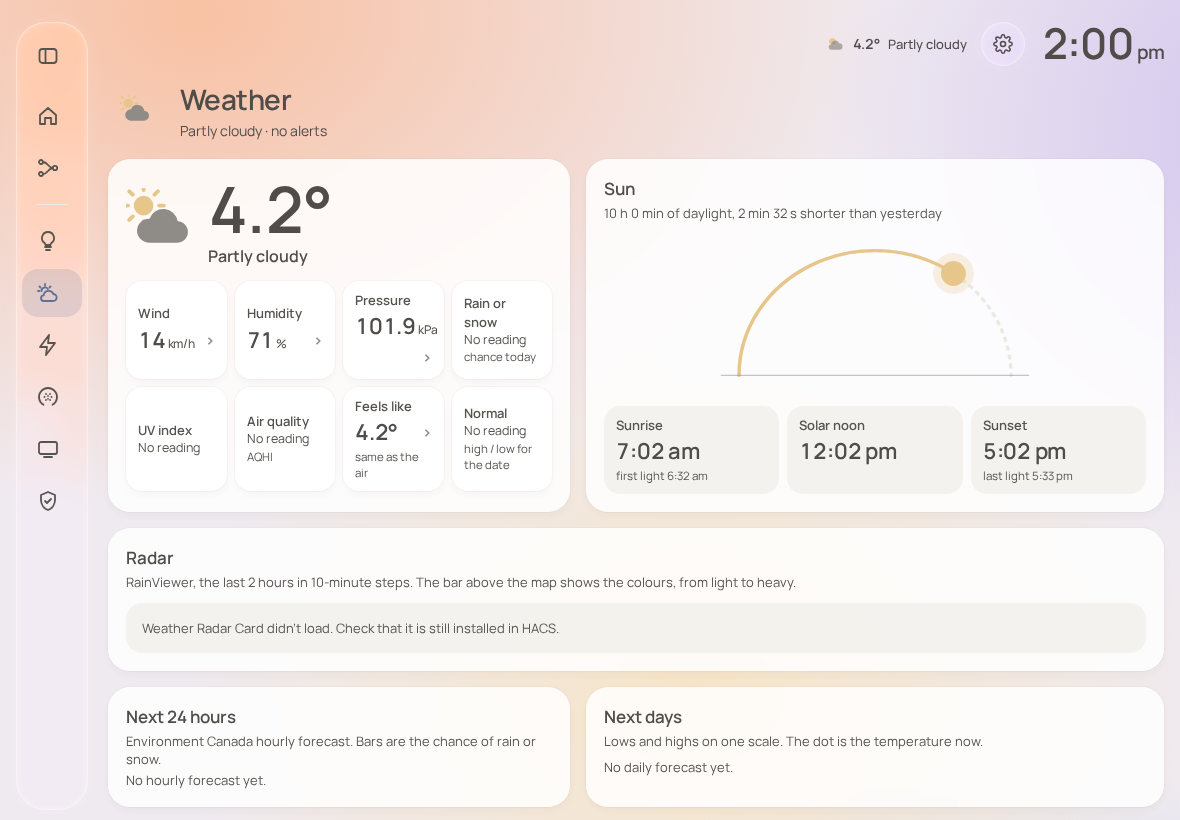 4.2° Partly cloudy
2:00 pm
Weather
Partly cloudy · no alerts
4.2°
Partly cloudy
Wind
14 km/h
Humidity
71 %
Pressure
101.9 kPa
Rain or
snow
No reading
chance today
UV index
No reading
Air quality
No reading
AQHI
Feels like
4.2°
same as the
air
Normal
No reading
high / low for
the date
Sun
10 h 0 min of daylight, 2 min 32 s shorter than yesterday
Sunrise
7:02 am
first light 6:32 am
Solar noon
12:02 pm
Sunset
5:02 pm
last light 5:33 pm
Radar
RainViewer, the last 2 hours in 10-minute steps. The bar above the map shows the colours, from light to heavy.
Weather Radar Card didn't load. Check that it is still installed in HACS.
Next 24 hours
Environment Canada hourly forecast. Bars are the chance of rain or
snow.
No hourly forecast yet.
Next days
Lows and highs on one scale. The dot is the temperature now.
No daily forecast yet.